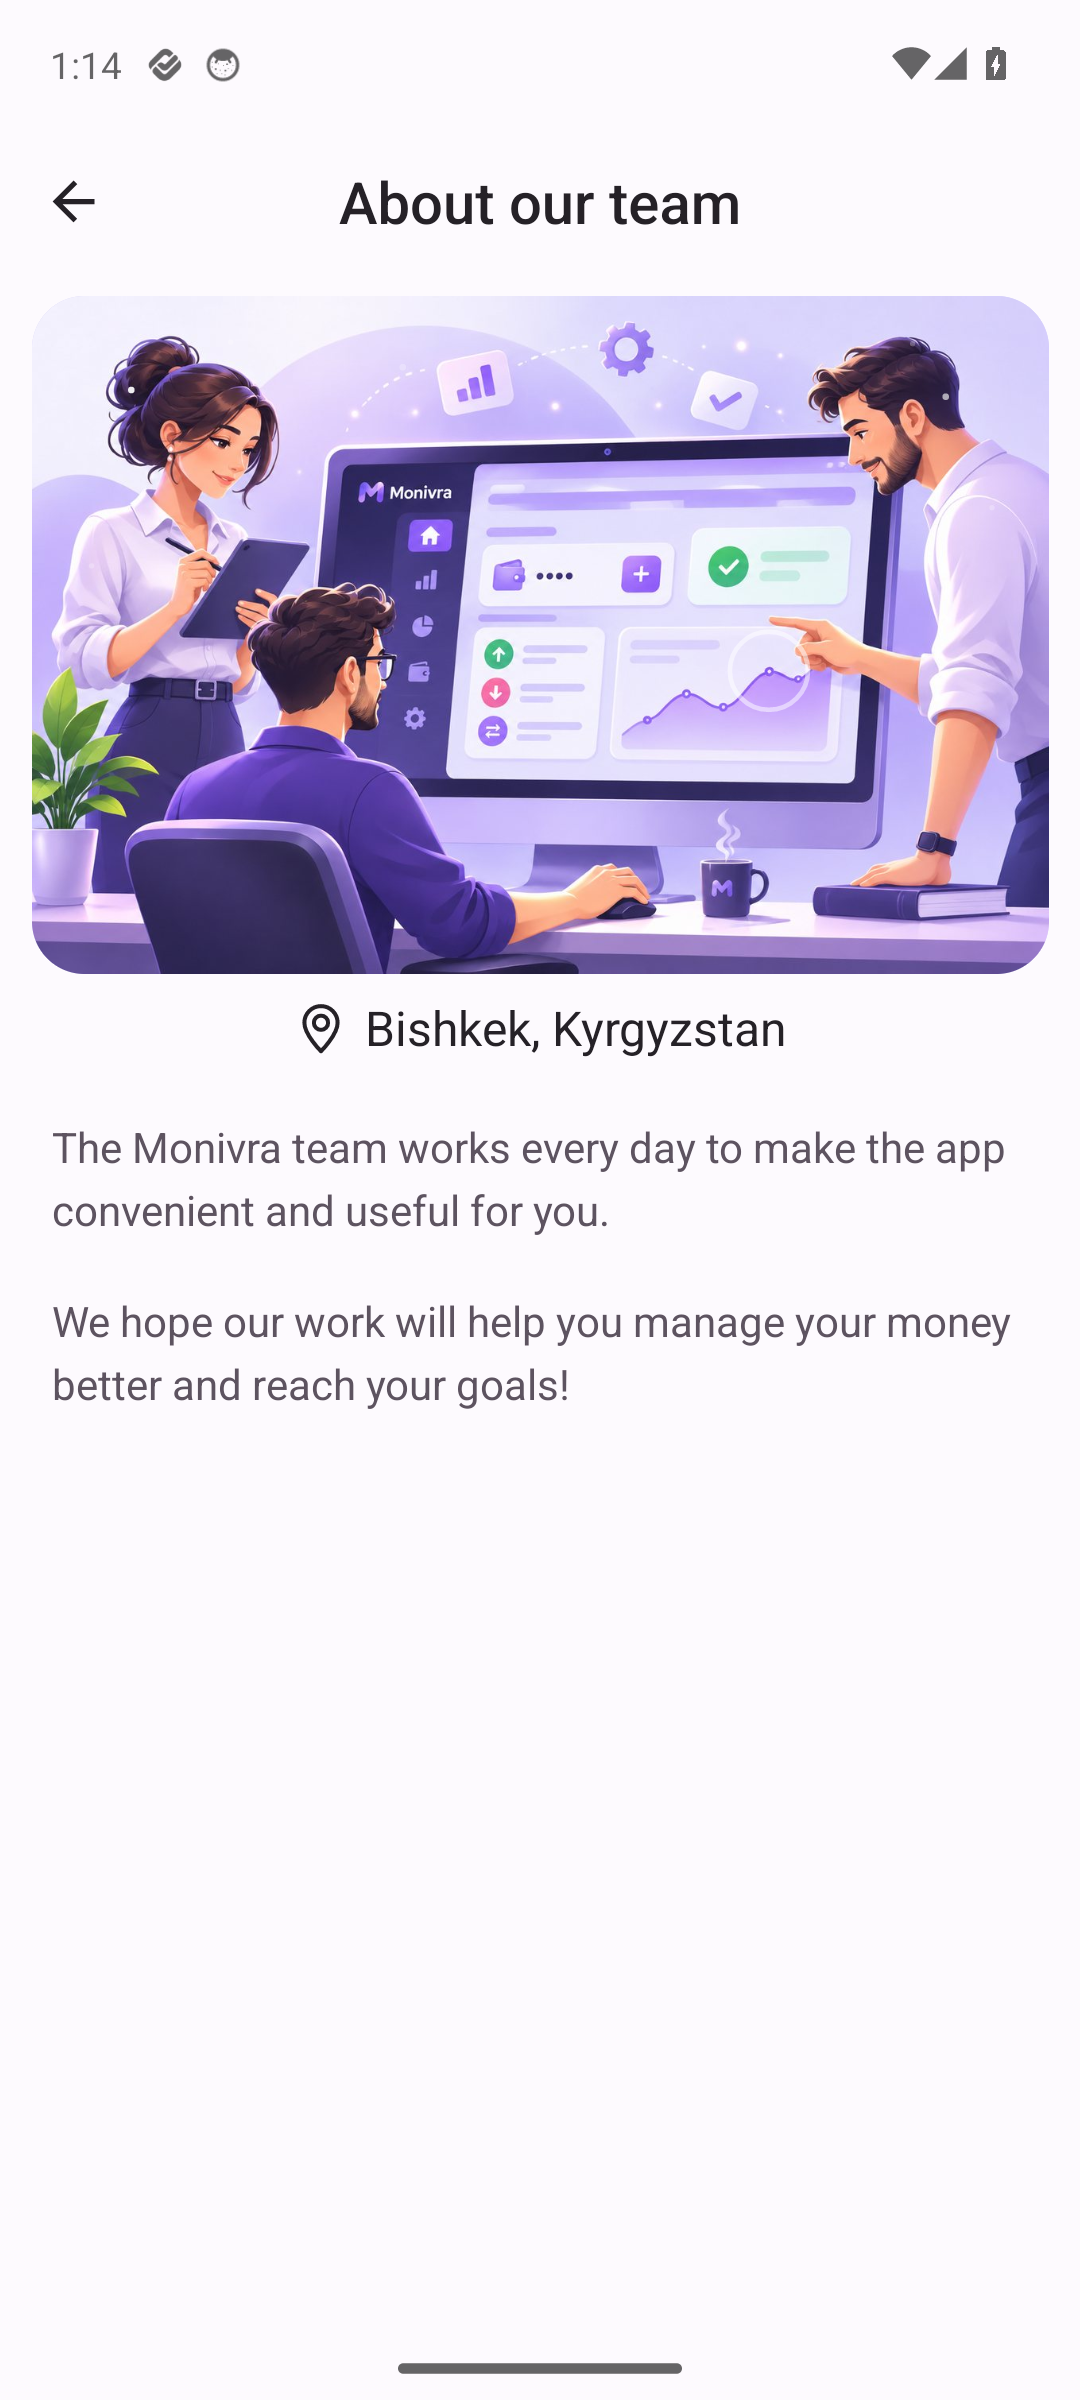 1:14
About our team
Monivra
Bishkek, Kyrgyzstan
The Monivra team works every day to make the app
convenient and useful for you.
We hope our work will help you manage your money
better and reach your goals!